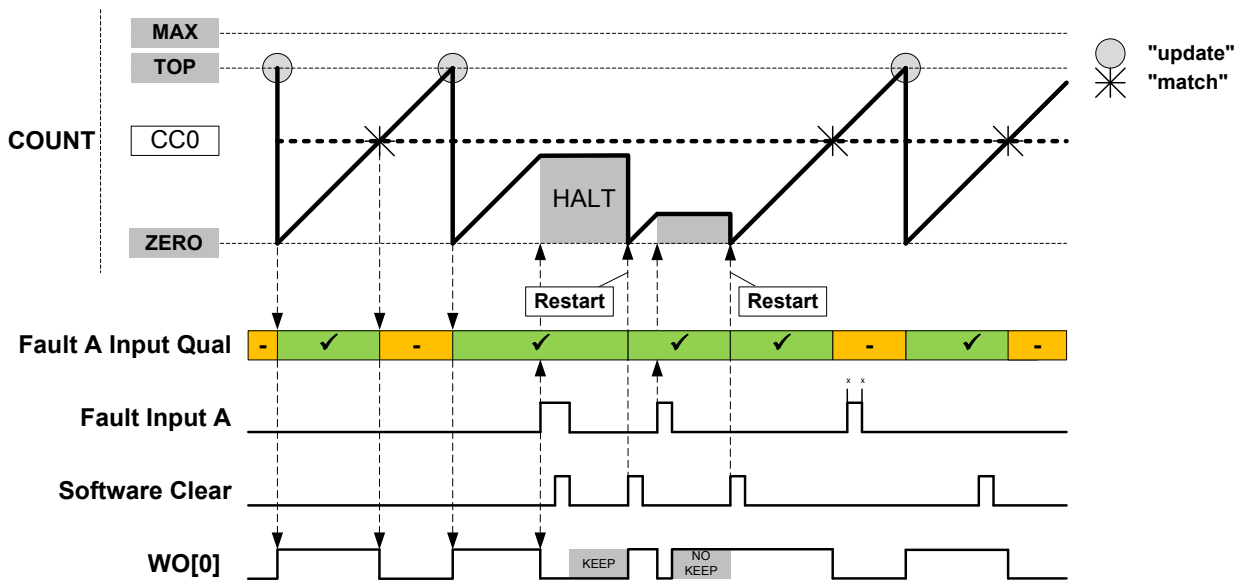 MAX
"update"
TOP
"match"
COUNT
CC0
HALT
ZERO
Restart
Restart
Fault A Input Qual
- ✓ - ✓ ✓ ✓ - ✓ -
x x
Fault Input A
Software Clear
WO[0]
KEEP
NO
KEEP